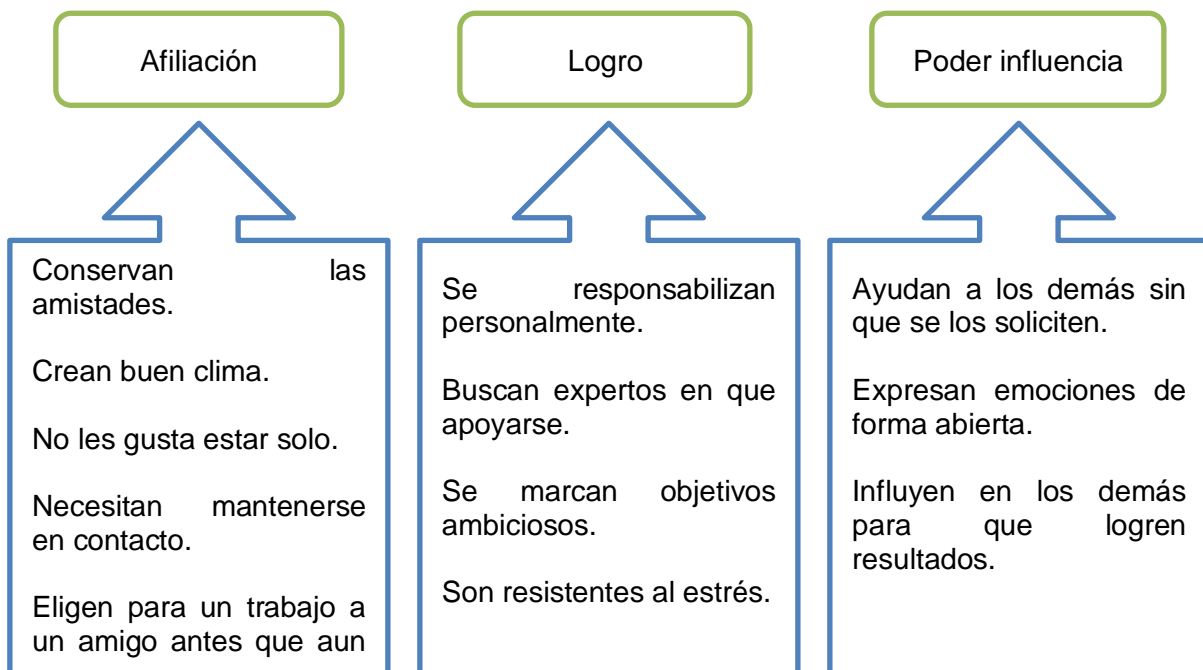 Afiliación
Logro
Poder influencia
Conservan las
amistades.
Crean buen clima.
No les gusta estar solo.
Necesitan mantenerse
en contacto.
Eligen para un trabajo a
un amigo antes que aun
Se responsabilizan
personalmente.
Buscan expertos en que
apoyarse.
Se marcan objetivos
ambiciosos.
Son resistentes al estrés.
Ayudan a los demás sin
que se los soliciten.
Expresan emociones de
forma abierta.
Influyen en los demás
para que logren
resultados.